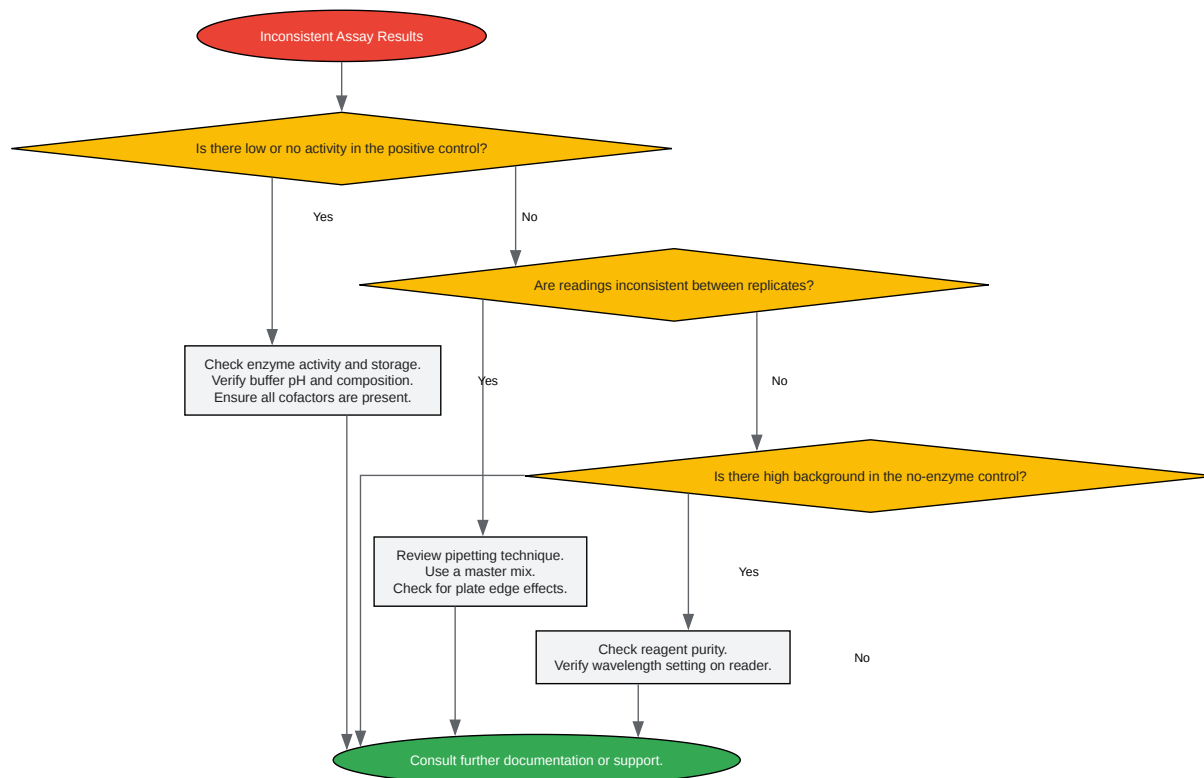 Inconsistent Assay Results
Is there low or no activity in the positive control?
Yes
No
Are readings inconsistent between replicates?
Check enzyme activity and storage.
Verify buffer pH and composition.
Ensure all cofactors are present.
Yes
No
Is there high background in the no-enzyme control?
Review pipetting technique.
Use a master mix.
Check for plate edge effects.
Yes
Check reagent purity.
Verify wavelength setting on reader.
No
Consult further documentation or support.